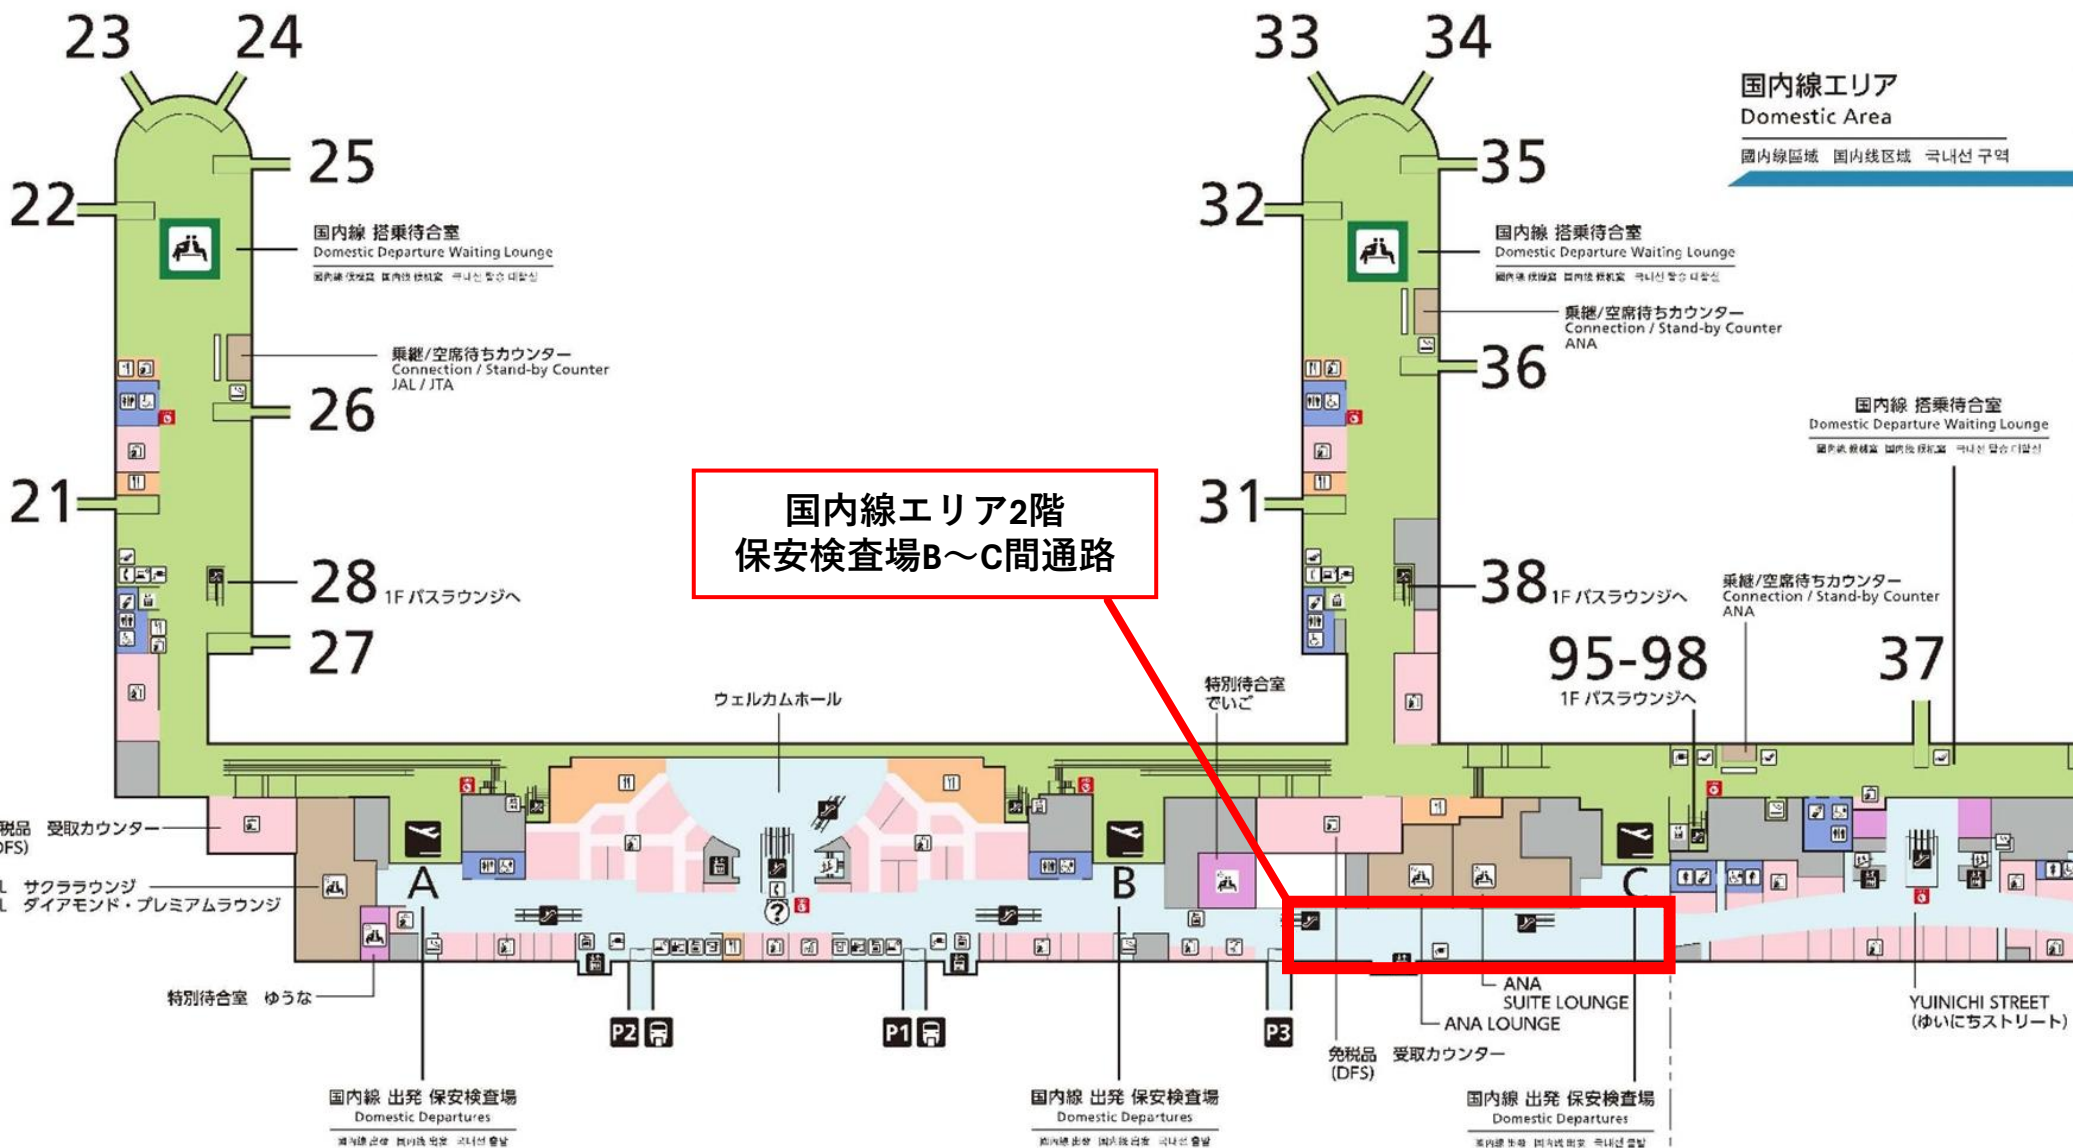 23
24
33
34
国内線エリア
Domestic Area
國内線區域 国内线区域 국내선 구역
25
22
35
32
国内線 搭乗待合室
Domestic Departure Waiting Lounge
国内線 搭乗待合室
Domestic Departure Waiting Lounge
乗継/空席待ちカウンター
Connection / Stand-by Counter
ANA
乗継/空席待ちカウンター
Connection / Stand-by Counter
JAL / JTA
26
36
国内線 搭乗待合室
Domestic Departure Waiting Lounge
21
国内線エリア2階
保安検査場B～C間通路
31
28 1F バスラウンジへ
38 1F バスラウンジへ
乗継/空席待ちカウンター
Connection / Stand-by Counter
ANA
27
95-98
1F バスラウンジへ
37
ウェルカムホール
特別待合室
でいご
税品 受取カウンター
DFS)
L サクララウンジ
L ダイアモンド・プレミアムラウンジ
A
B
C
?
特別待合室 ゆうな
P2
P1
P3
ANA
SUITE LOUNGE
ANA LOUNGE
免税品 受取カウンター
(DFS)
YUINICHI STREET
(ゆいにちストリート)
国内線 出発 保安検査場
Domestic Departures
国内線 出発 保安検査場
Domestic Departures
国内線 出発 保安検査場
Domestic Departures